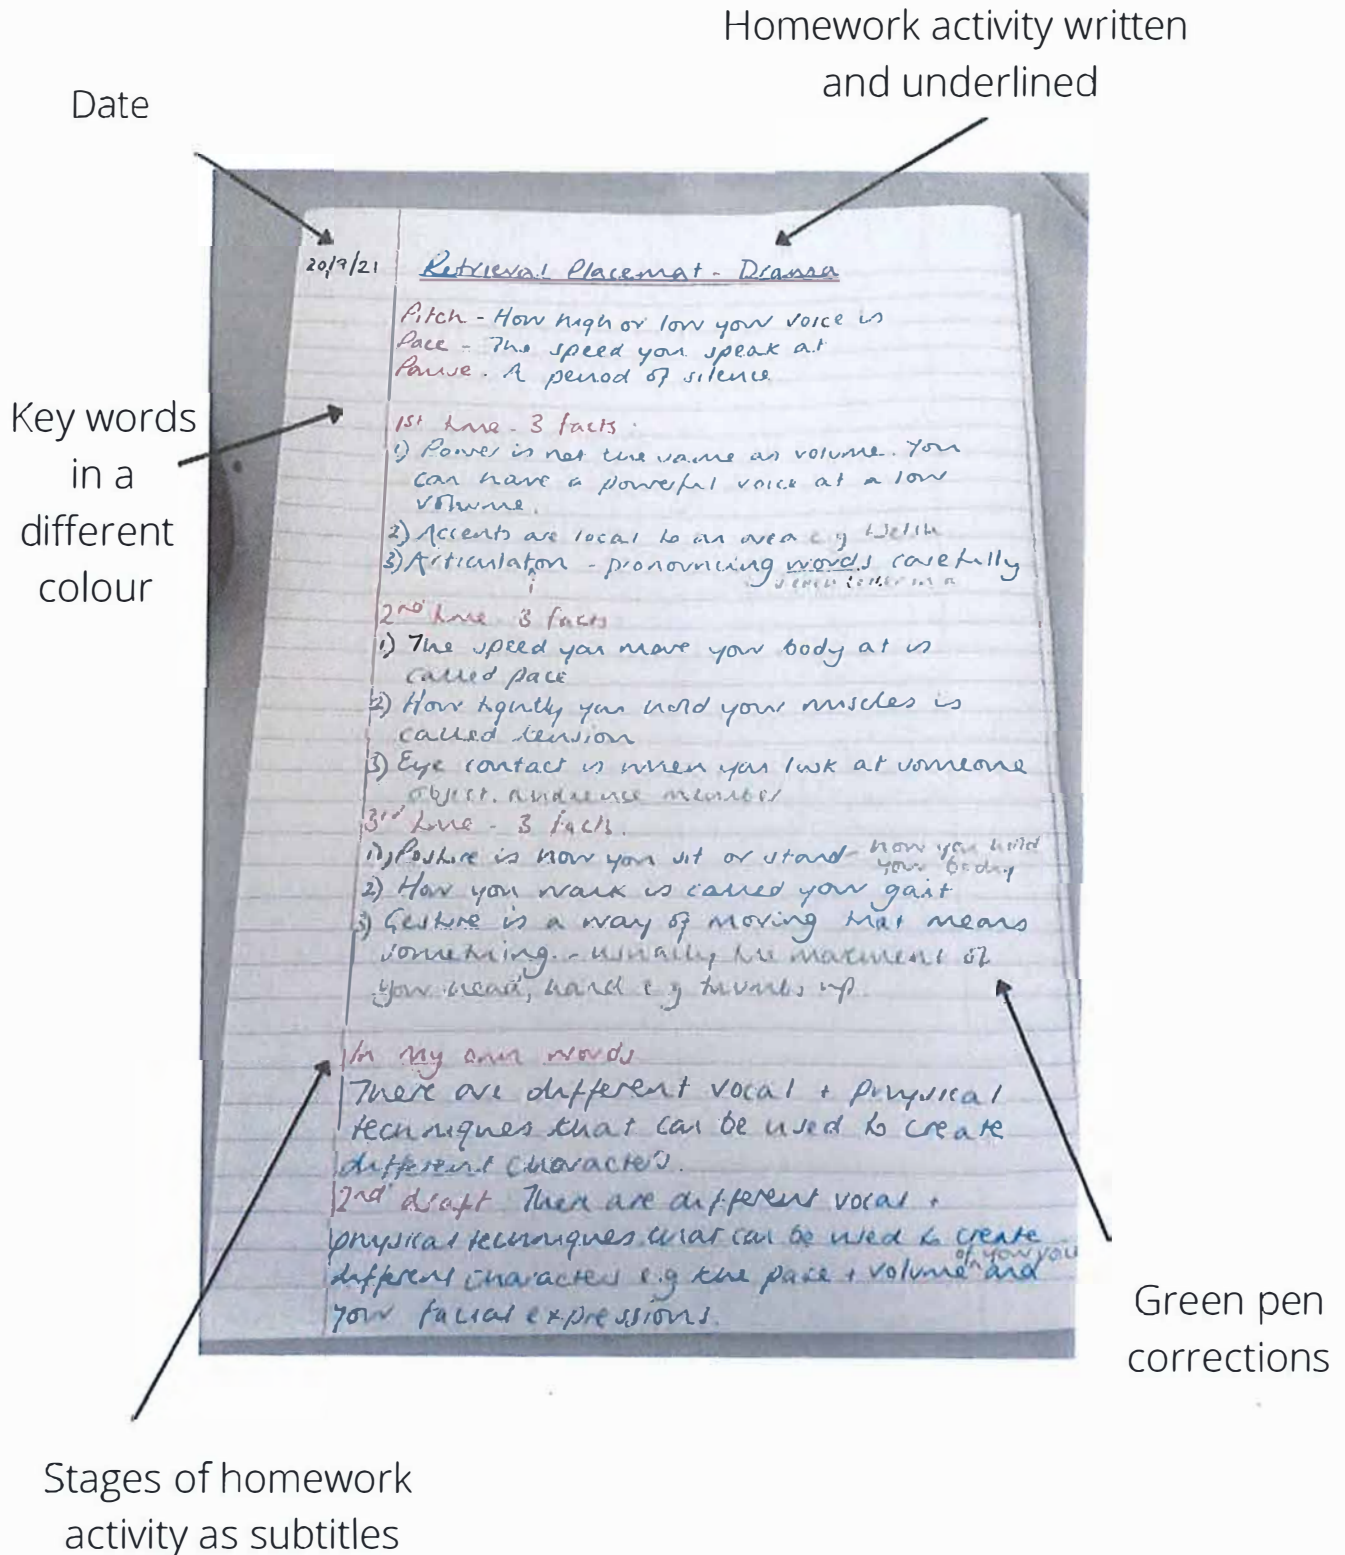 Homework activity written
and underlined
Date
20/9/21
Retrieval Placemat - Drama
Pitch - How high or low your voice is
Pace - The speed you speak at
Pause - A period of silence
Key words
in a
different
colour
1st time - 3 facts
1) Power is not the same as volume. You
can have a powerful voice at a low
volume.
2) Accents are local to an area e.g Welsh
3) Articulaton - pronouncing words carefully
i
letter in a
2nd time 3 facts
1) The speed you move your body at is
called pace
2) How tightly you hold your muscles is
called tension
3) Eye contact is when you look at someone
object, audience member
3rd time - 3 facts.
1) Posture is how you sit or stand - how you hold
your body
2) How you walk is called your gait
3) Gesture is a way of moving that means
something. - usually the movement of
your head, hand e.g thumbs up.
In my own words
There are different vocal + physical
techniques that can be used to create
different characters.
2nd draft There are different vocal +
physical techniques that can be used to create
of how you
different characters e.g the pace + volume and
your facial expressions.
Green pen
corrections
Stages of homework
activity as subtitles